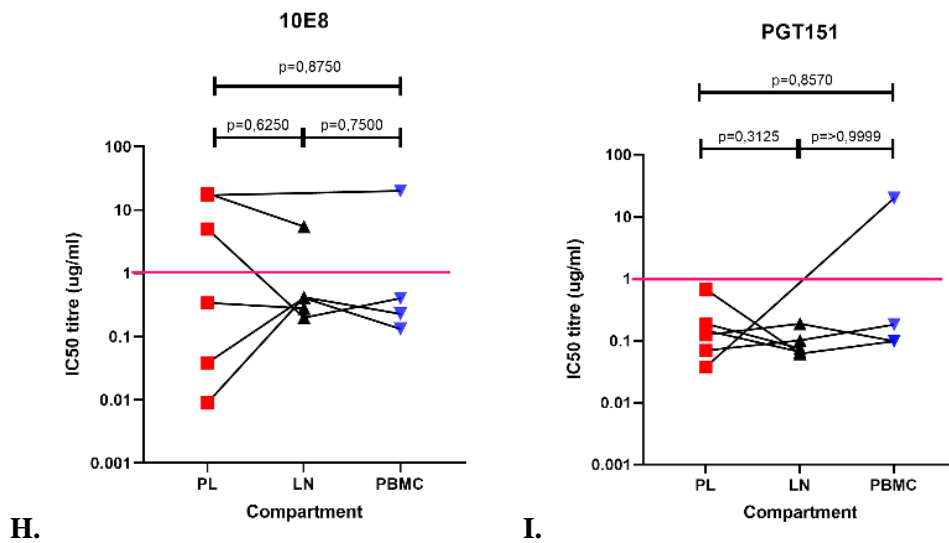 10E8
p=0,8750
p=0,6250
p=0,7500
100
10
1
0.1
0.01
0.001
IC50 titre (ug/ml)
PL
LN
PBMC
Compartment
H.
PGT151
p=0,8570
p=0,3125
p=>0,9999
100
10
1
0.1
0.01
0.001
IC50 titre (ug/ml)
PL
LN
PBMC
Compartment
I.